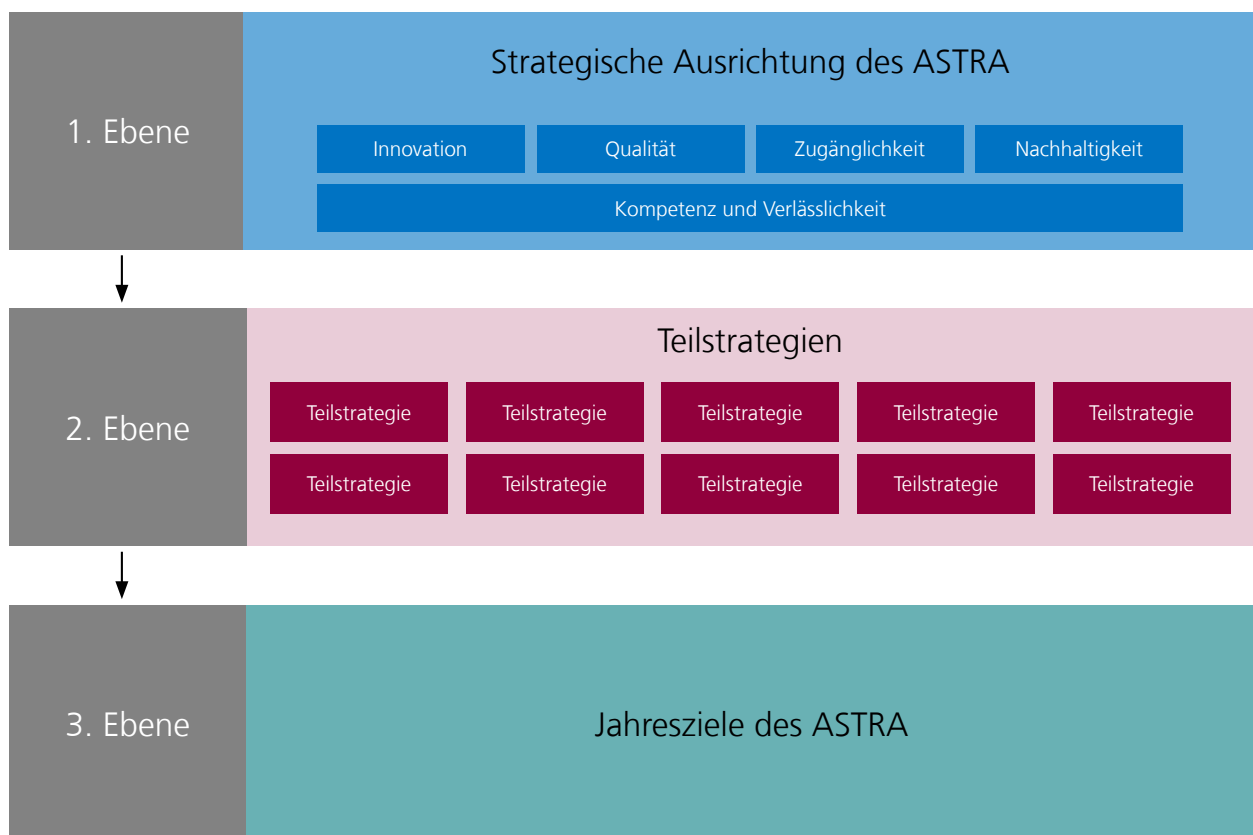 Strategische Ausrichtung des ASTRA
1. Ebene
Innovation
Qualität
Zugänglichkeit
Nachhaltigkeit
Kompetenz und Verlässlichkeit
Teilstrategien
2. Ebene
Teilstrategie
Teilstrategie
Teilstrategie
Teilstrategie
Teilstrategie
Teilstrategie
Teilstrategie
Teilstrategie
Teilstrategie
Teilstrategie
3. Ebene
Jahresziele des ASTRA